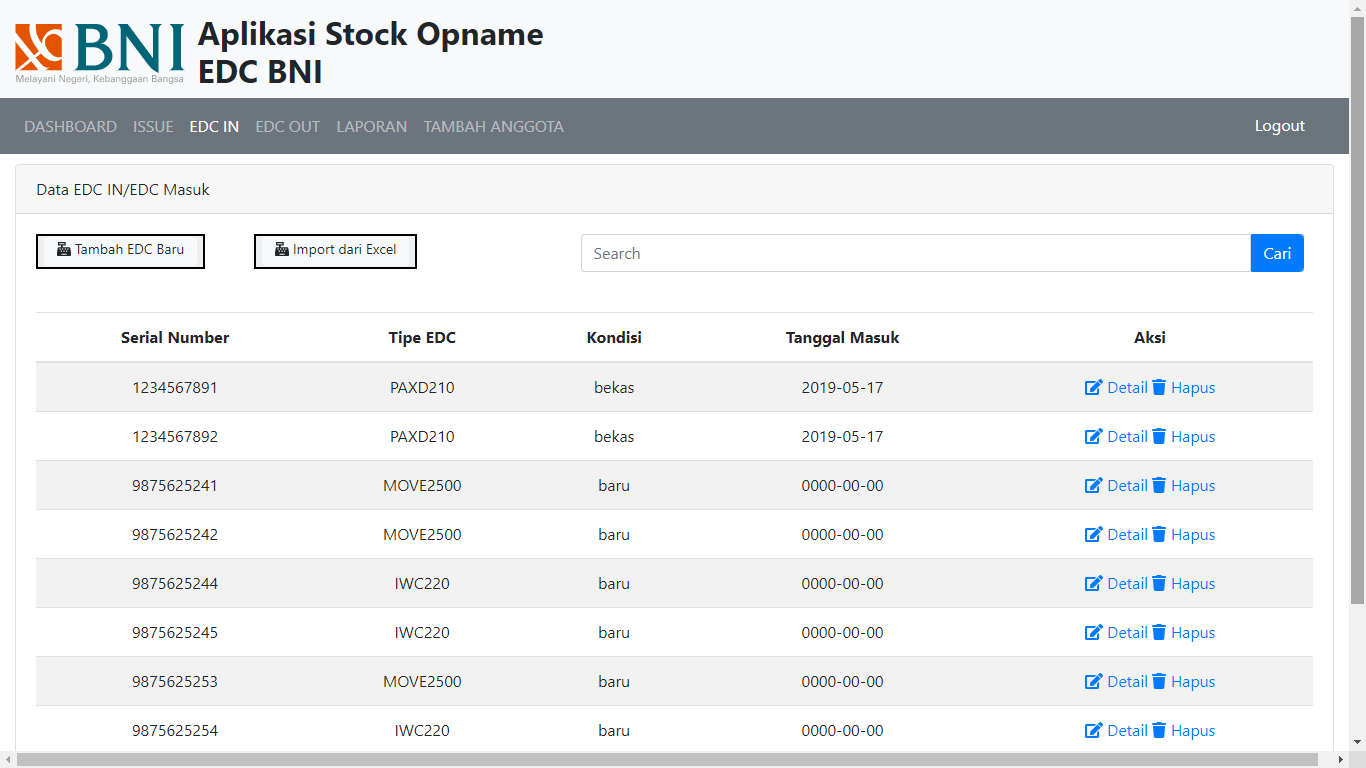 BNI
Melayani Negeri, Kebanggaan Bangsa
Aplikasi Stock Opname
EDC BNI
DASHBOARD ISSUE EDC IN EDC OUT LAPORAN TAMBAH ANGGOTA Logout
Data EDC IN/EDC Masuk
Tambah EDC Baru Import dari Excel Search Cari
Serial Number Tipe EDC Kondisi Tanggal Masuk Aksi
1234567891 PAXD210 bekas 2019-05-17 Detail Hapus
1234567892 PAXD210 bekas 2019-05-17 Detail Hapus
9875625241 MOVE2500 baru 0000-00-00 Detail Hapus
9875625242 MOVE2500 baru 0000-00-00 Detail Hapus
9875625244 IWC220 baru 0000-00-00 Detail Hapus
9875625245 IWC220 baru 0000-00-00 Detail Hapus
9875625253 MOVE2500 baru 0000-00-00 Detail Hapus
9875625254 IWC220 baru 0000-00-00 Detail Hapus